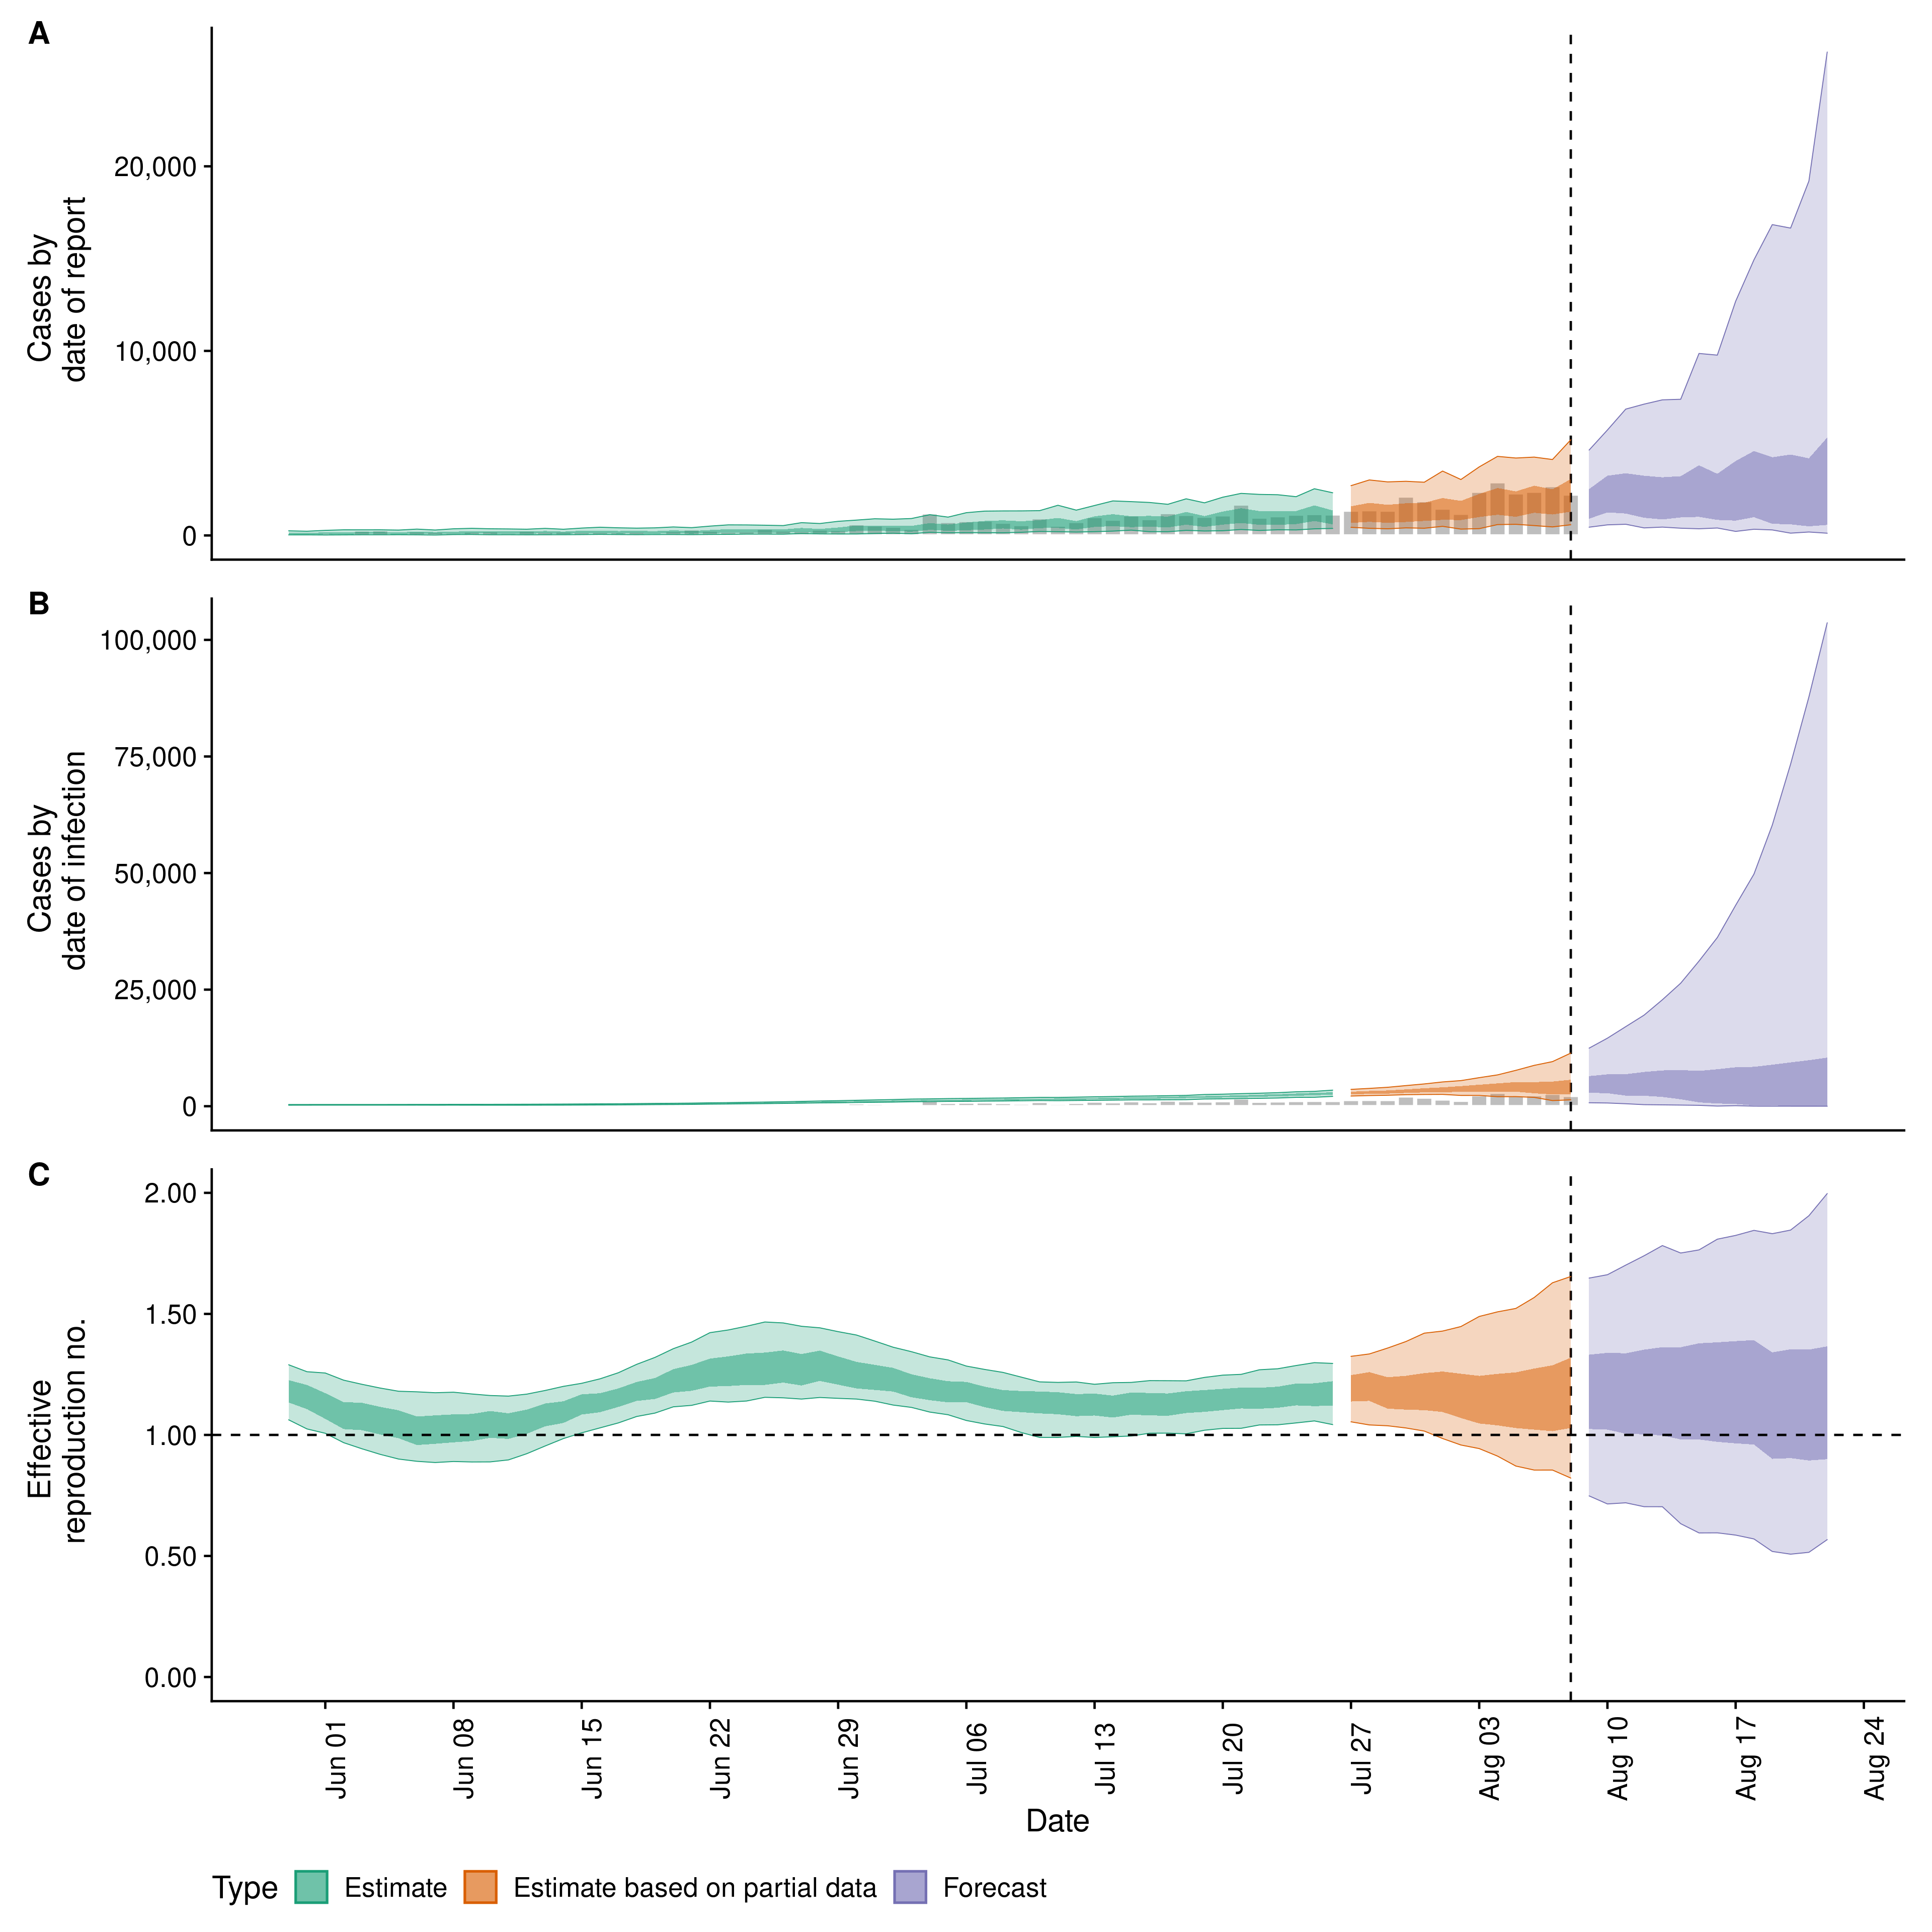 A
Cases by
date of report
20,000
10,000
0
B
Cases by
date of infection
100,000
75,000
50,000
25,000
0
C
Effective
reproduction no.
2.00
1.50
1.00
0.50
0.00
Jun 01
Jun 08
Jun 15
Jun 22
Jun 29
Jul 06
Jul 13
Jul 20
Jul 27
Aug 03
Aug 10
Aug 17
Aug 24
Date
Type Estimate Estimate based on partial data Forecast